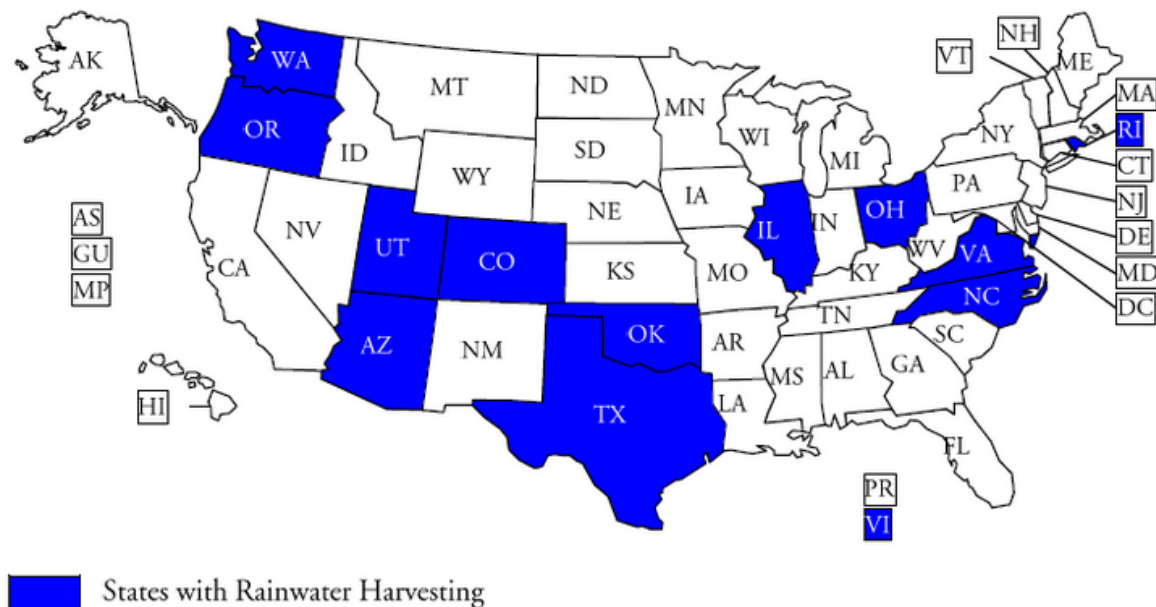 AK
WA
MT
ND
MN
VT
NH
ME
OR
ID
WY
SD
WI
MI
NY
MA
RI
CT
NJ
DE
MD
DC
AS
GU
MP
CA
NV
UT
CO
NE
KS
IA
IL
IN
OH
PA
WV
VA
MO
KY
NC
TN
AZ
NM
OK
AR
SC
MS
AL
GA
TX
LA
FL
HI
PR
VI
States with Rainwater Harvesting